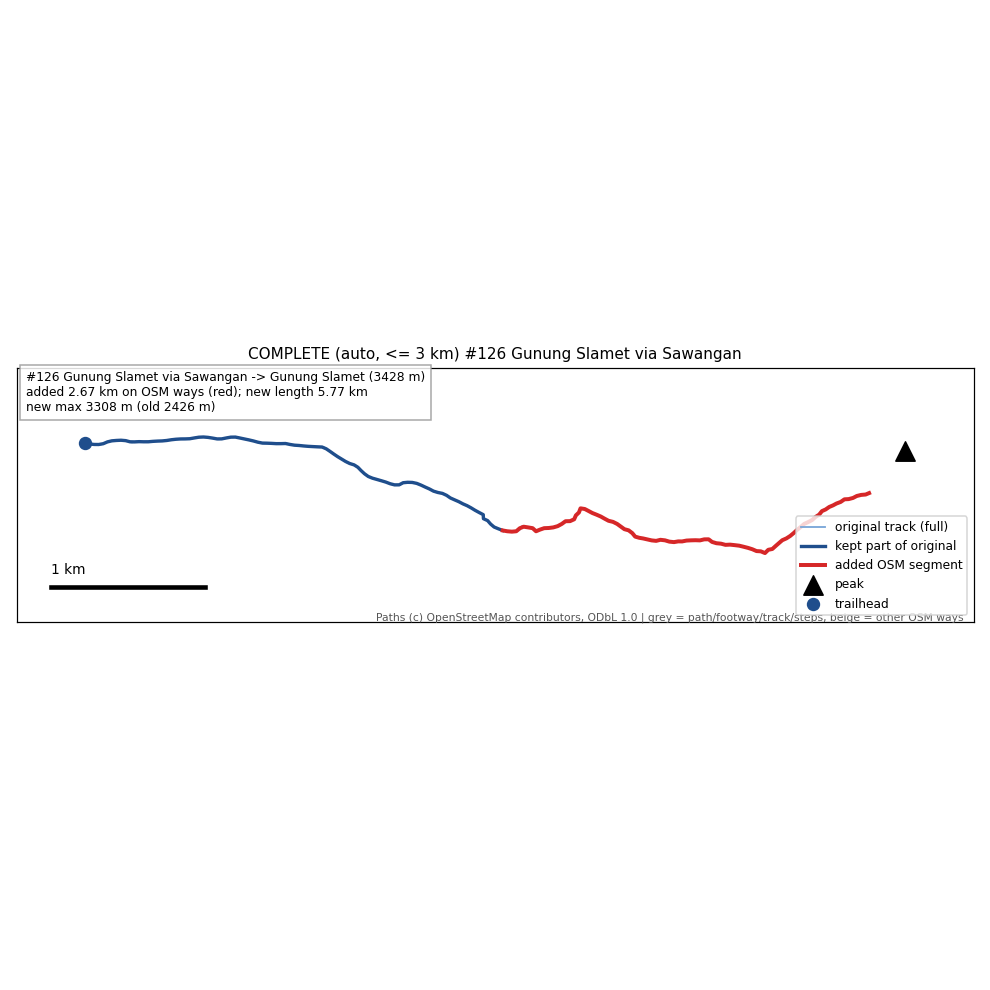 COMPLETE (auto, <= 3 km) #126 Gunung Slamet via Sawangan
#126 Gunung Slamet via Sawangan -> Gunung Slamet (3428 m)
added 2.67 km on OSM ways (red); new length 5.77 km
new max 3308 m (old 2426 m)
original track (full)
kept part of original
added OSM segment
peak
trailhead
1 km
Paths (c) OpenStreetMap contributors, ODbL 1.0 | grey = path/footway/track/steps, beige = other OSM ways